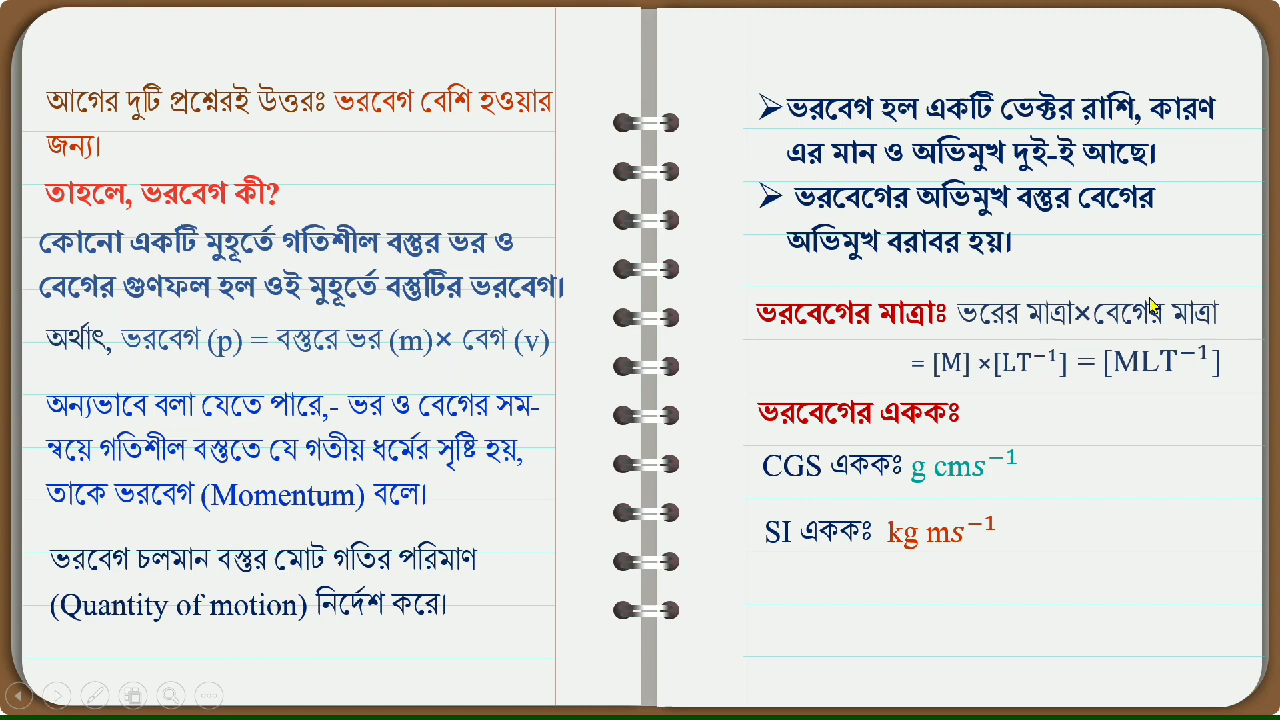 আগের দুটি প্রশ্নেরই উত্তরঃ ভরবেগ বেশি হওয়ার
জন্য।
তাহলে, ভরবেগ কী?
কোনো একটি মুহূর্তে গতিশীল বস্তুর ভর ও
বেগের গুণফল হল ওই মুহূর্তে বস্তুটির ভরবেগ।
অর্থাৎ, ভরবেগ (p) = বস্তুরে ভর (m)× বেগ (v)
অন্যভাবে বলা যেতে পারে,- ভর ও বেগের সম-
ন্বয়ে গতিশীল বস্তুতে যে গতীয় ধর্মের সৃষ্টি হয়,
তাকে ভরবেগ (Momentum) বলে।
ভরবেগ চলমান বস্তুর মোট গতির পরিমাণ
(Quantity of motion) নির্দেশ করে।
➢ ভরবেগ হল একটি ভেক্টর রাশি, কারণ
এর মান ও অভিমুখ দুই-ই আছে।
➢ ভরবেগের অভিমুখ বস্তুর বেগের
অভিমুখ বরাবর হয়।
ভরবেগের মাত্রাঃ ভরের মাত্রা×বেগের মাত্রা
= [M] ×[LT⁻¹] = [MLT⁻¹]
ভরবেগের এককঃ
CGS এককঃ g cms⁻¹
SI এককঃ kg ms⁻¹